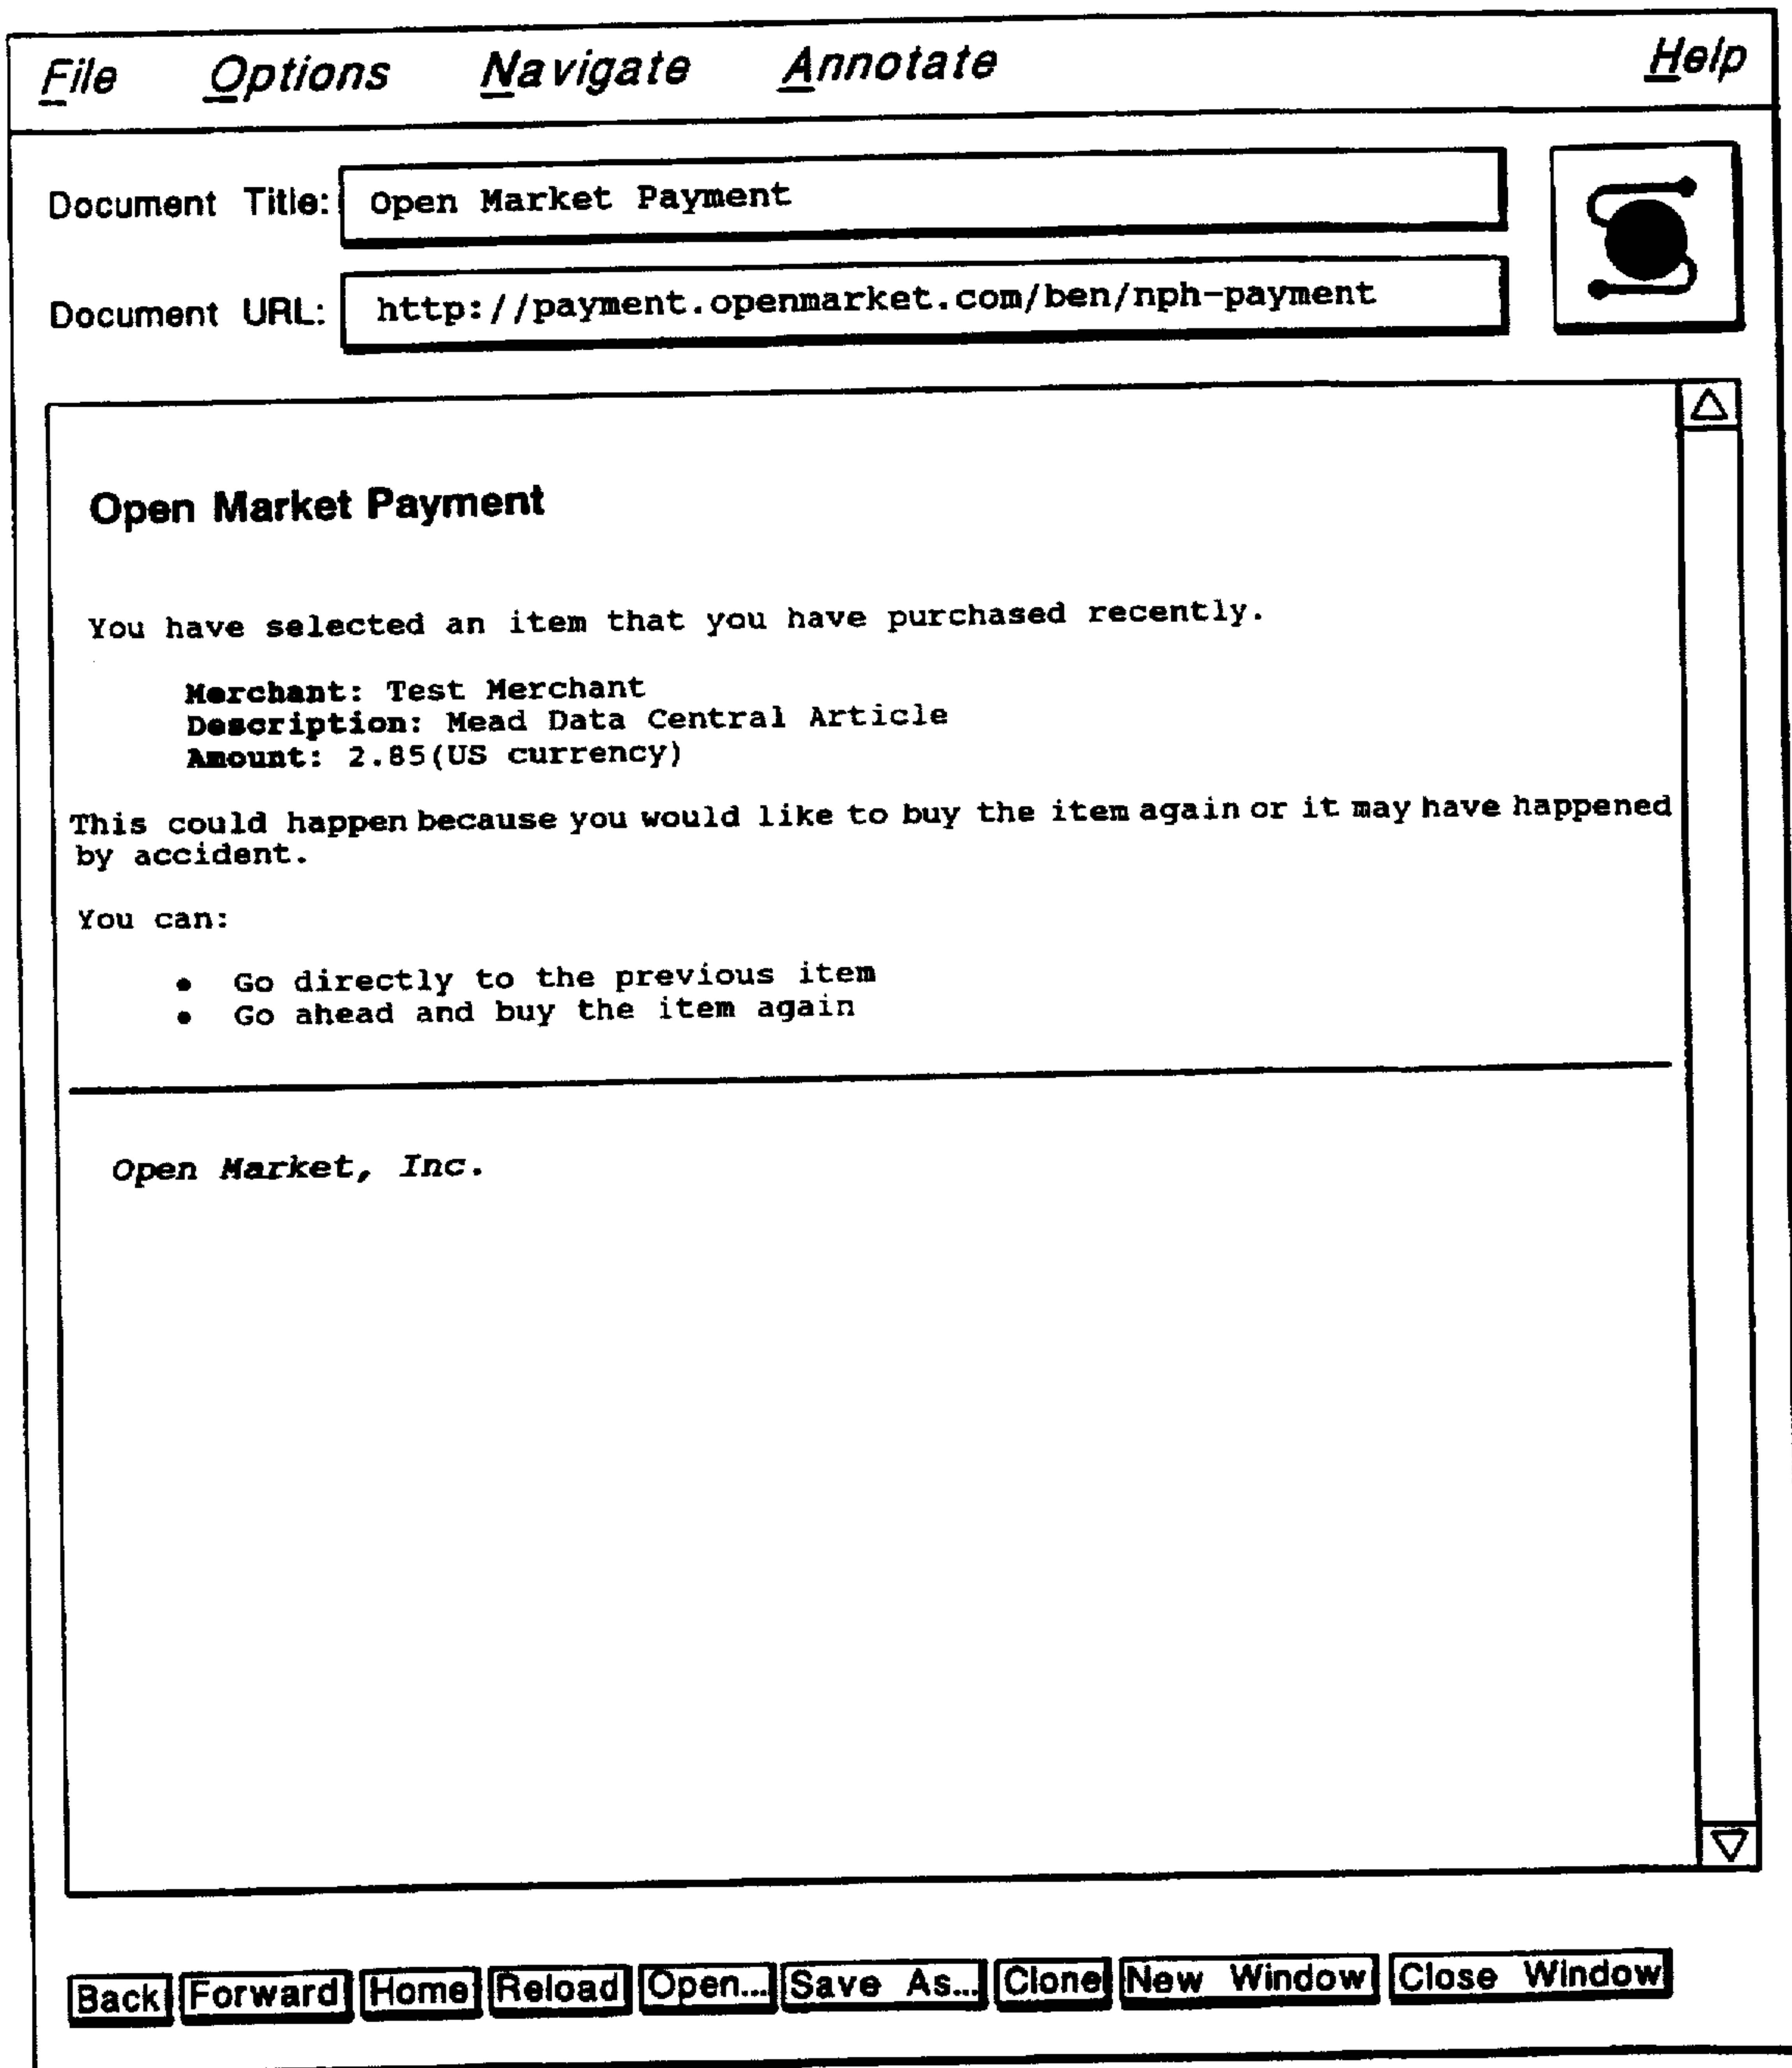 File Options Navigate Annotate Help
Document Title: Open Market Payment
Document URL: http://payment.openmarket.com/ben/nph-payment
Open Market Payment
You have selected an item that you have purchased recently.
Merchant: Test Merchant
Description: Mead Data Central Article
Amount: 2.85(US currency)
This could happen because you would like to buy the item again or it may have happened
by accident.
You can:
• Go directly to the previous item
• Go ahead and buy the item again
Open Market, Inc.
Back Forward Home Reload Open... Save As... Clone New Window Close Window